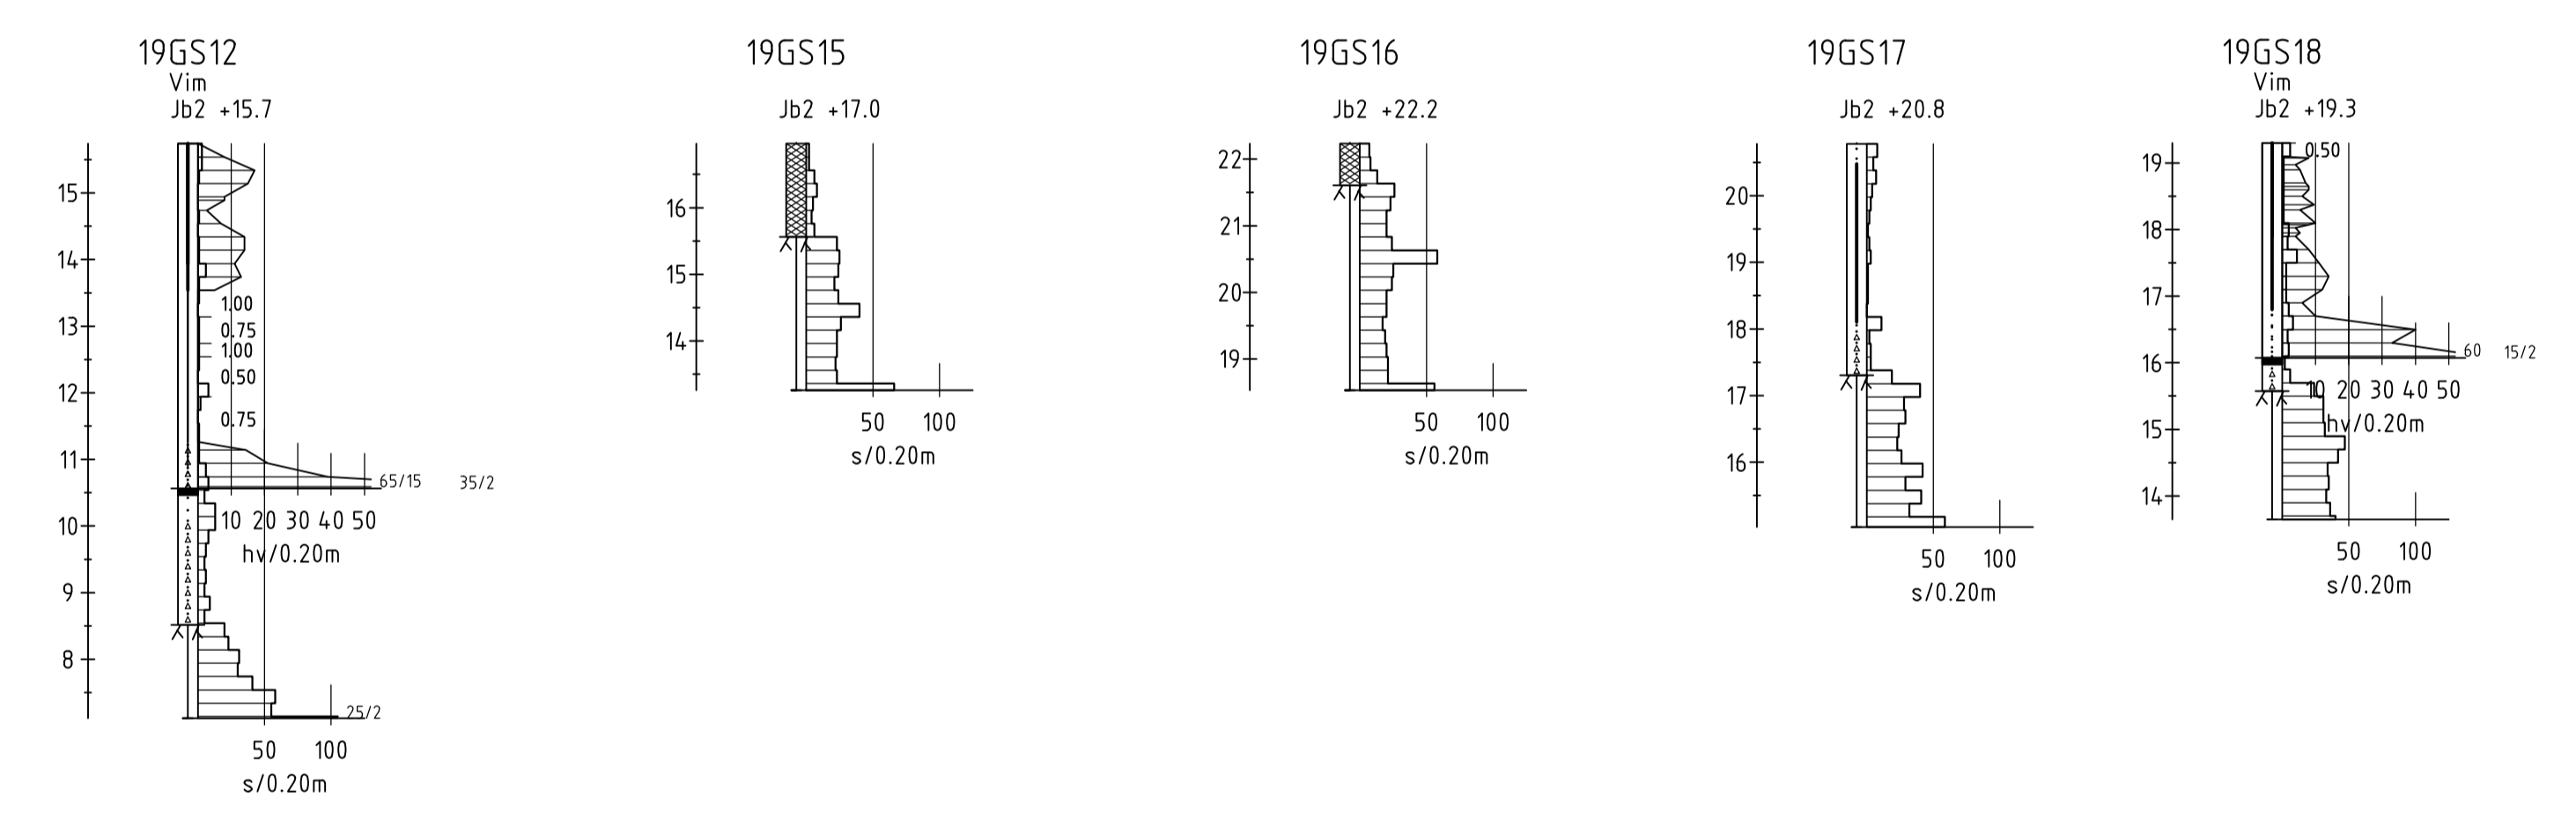 19GS12
Vim
Jb2 +15.7
15
14
13
12
11
10
9
8
1.00
0.75
1.00
0.50
0.75
65/15 35/2
10 20 30 40 50
hv/0.20m
25/2
50 100
s/0.20m
19GS15
Jb2 +17.0
16
15
14
50 100
s/0.20m
19GS16
Jb2 +22.2
22
21
20
19
50 100
s/0.20m
19GS17
Jb2 +20.8
20
19
18
17
16
50 100
s/0.20m
19GS18
Vim
Jb2 +19.3
19
18
17
16
15
14
0.50
60 15/2
10 20 30 40 50
hv/0.20m
50 100
s/0.20m